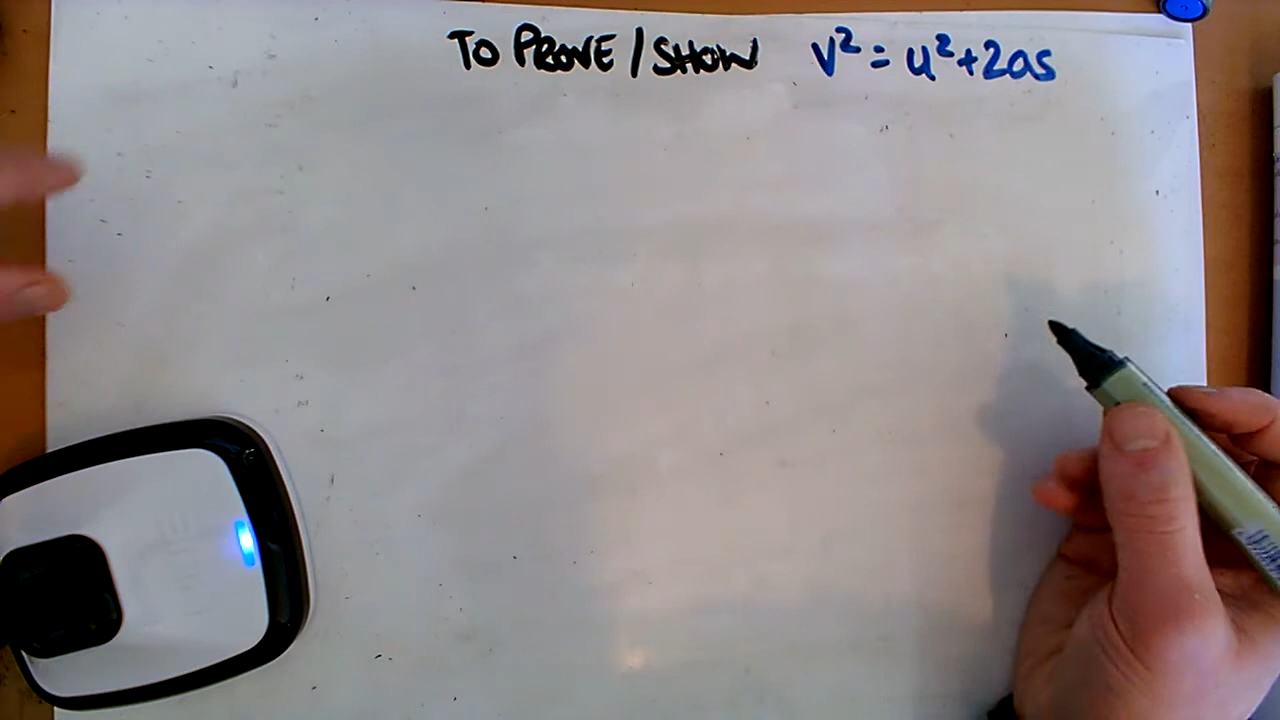 TO PROVE / SHOW v² = u² + 2as